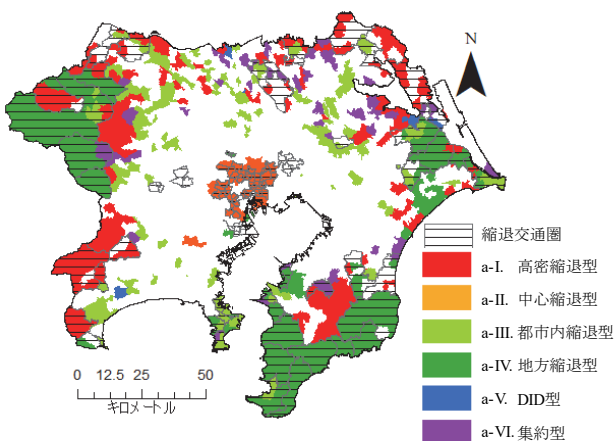 N
縮退交通圏
a-I. 高密縮退型
a-II. 中心縮退型
a-III. 都市内縮退型
a-IV. 地方縮退型
a-V. DID型
a-VI. 集約型
0 12.5 25 50
キロメートル